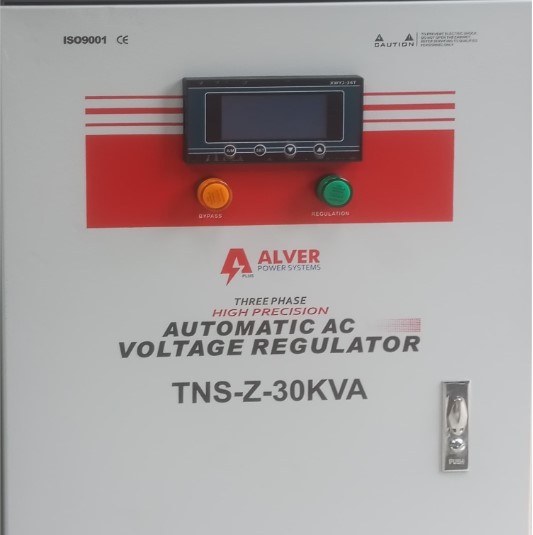 ISO9001 CE
CAUTION
BYPASS
REGULATION
ALVER
POWER SYSTEMS
PLUS
THREE PHASE
HIGH PRECISION
AUTOMATIC AC
VOLTAGE REGULATOR
TNS-Z-30KVA
PUSH